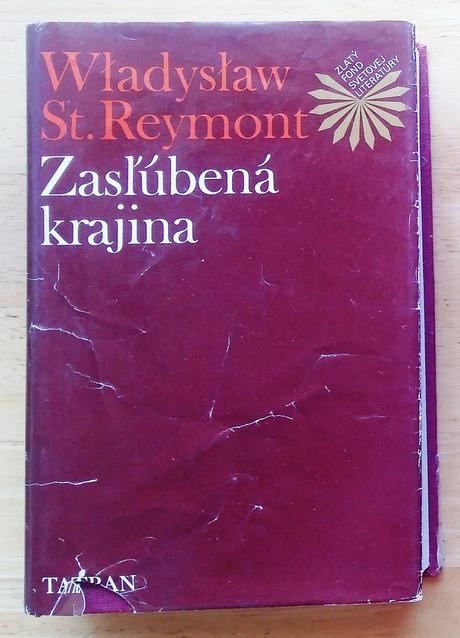 Władysław
St. Reymont
Zasľúbená
krajina
ZLATÝ
FOND
SVETOVEJ
LITERATÚRY
TATRAN